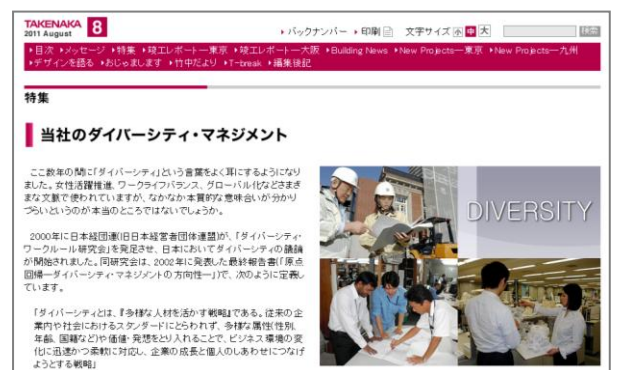 TAKENAKA 8
2011 August
バックナンバー 印刷 文字サイズ 小 中 大 検索
目次 メッセージ 特集 竣工レポートー東京 竣工レポートー大阪 Building News New Projectsー東京 New Projectsー九州
デザインを語る おじゃまします 竹中だより T-break 編集後記
特集
当社のダイバーシティ・マネジメント
ここ数年の間に「ダイバーシティ」という言葉をよく耳にするようになり
ました。女性活躍推進、ワークライフバランス、グローバル化などさまざ
まな文脈で使われていますが、なかなか本質的な意味合いが分かり
づらいというのが本当のところではないでしょうか。
2000年に日本経団連(旧日本経営者団体連盟)が、「ダイバーシティ・
ワークルール研究会」を発足させ、日本においてダイバーシティの議論
が開始されました。同研究会は、2002年に発表した最終報告書(「原点
回帰ーダイバーシティ・マネジメントの方向性ー」)で、次のように定義し
ています。
「ダイバーシティとは、『多様な人材を活かす戦略』である。従来の企
業内や社会におけるスタンダードにとらわれず、多様な属性(性別、
年齢、国籍など)や価値・発想をとり入れることで、ビジネス環境の変
化に迅速かつ柔軟に対応し、企業の成長と個人のしあわせにつなげ
ようとする戦略」
DIVERSITY